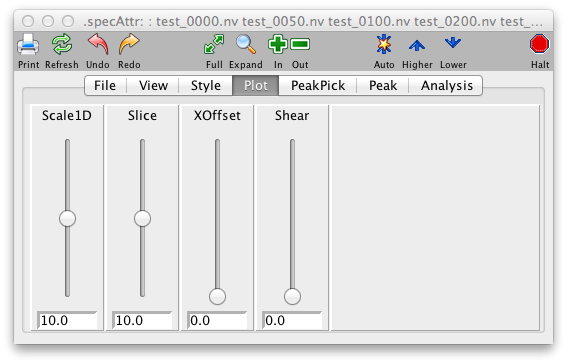 .specAttr: : test_0000.nv test_0050.nv test_0100.nv test_0200.nv test_...
Print Refresh Undo Redo Full Expand In Out Auto Higher Lower Halt
File View Style Plot PeakPick Peak Analysis
Scale1D Slice XOffset Shear
10.0 10.0 0.0 0.0